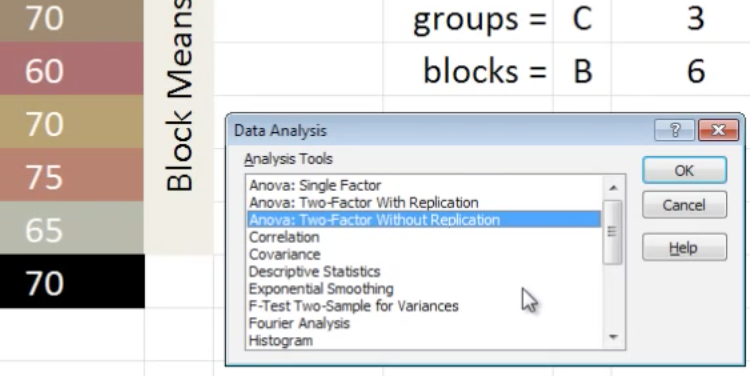 70
groups = C 3
60
blocks = B 6
70
75
65
70
Block Means
Data Analysis
Analysis Tools
Anova: Single Factor
Anova: Two-Factor With Replication
Anova: Two-Factor Without Replication
Correlation
Covariance
Descriptive Statistics
Exponential Smoothing
F-Test Two-Sample for Variances
Fourier Analysis
Histogram
OK
Cancel
Help